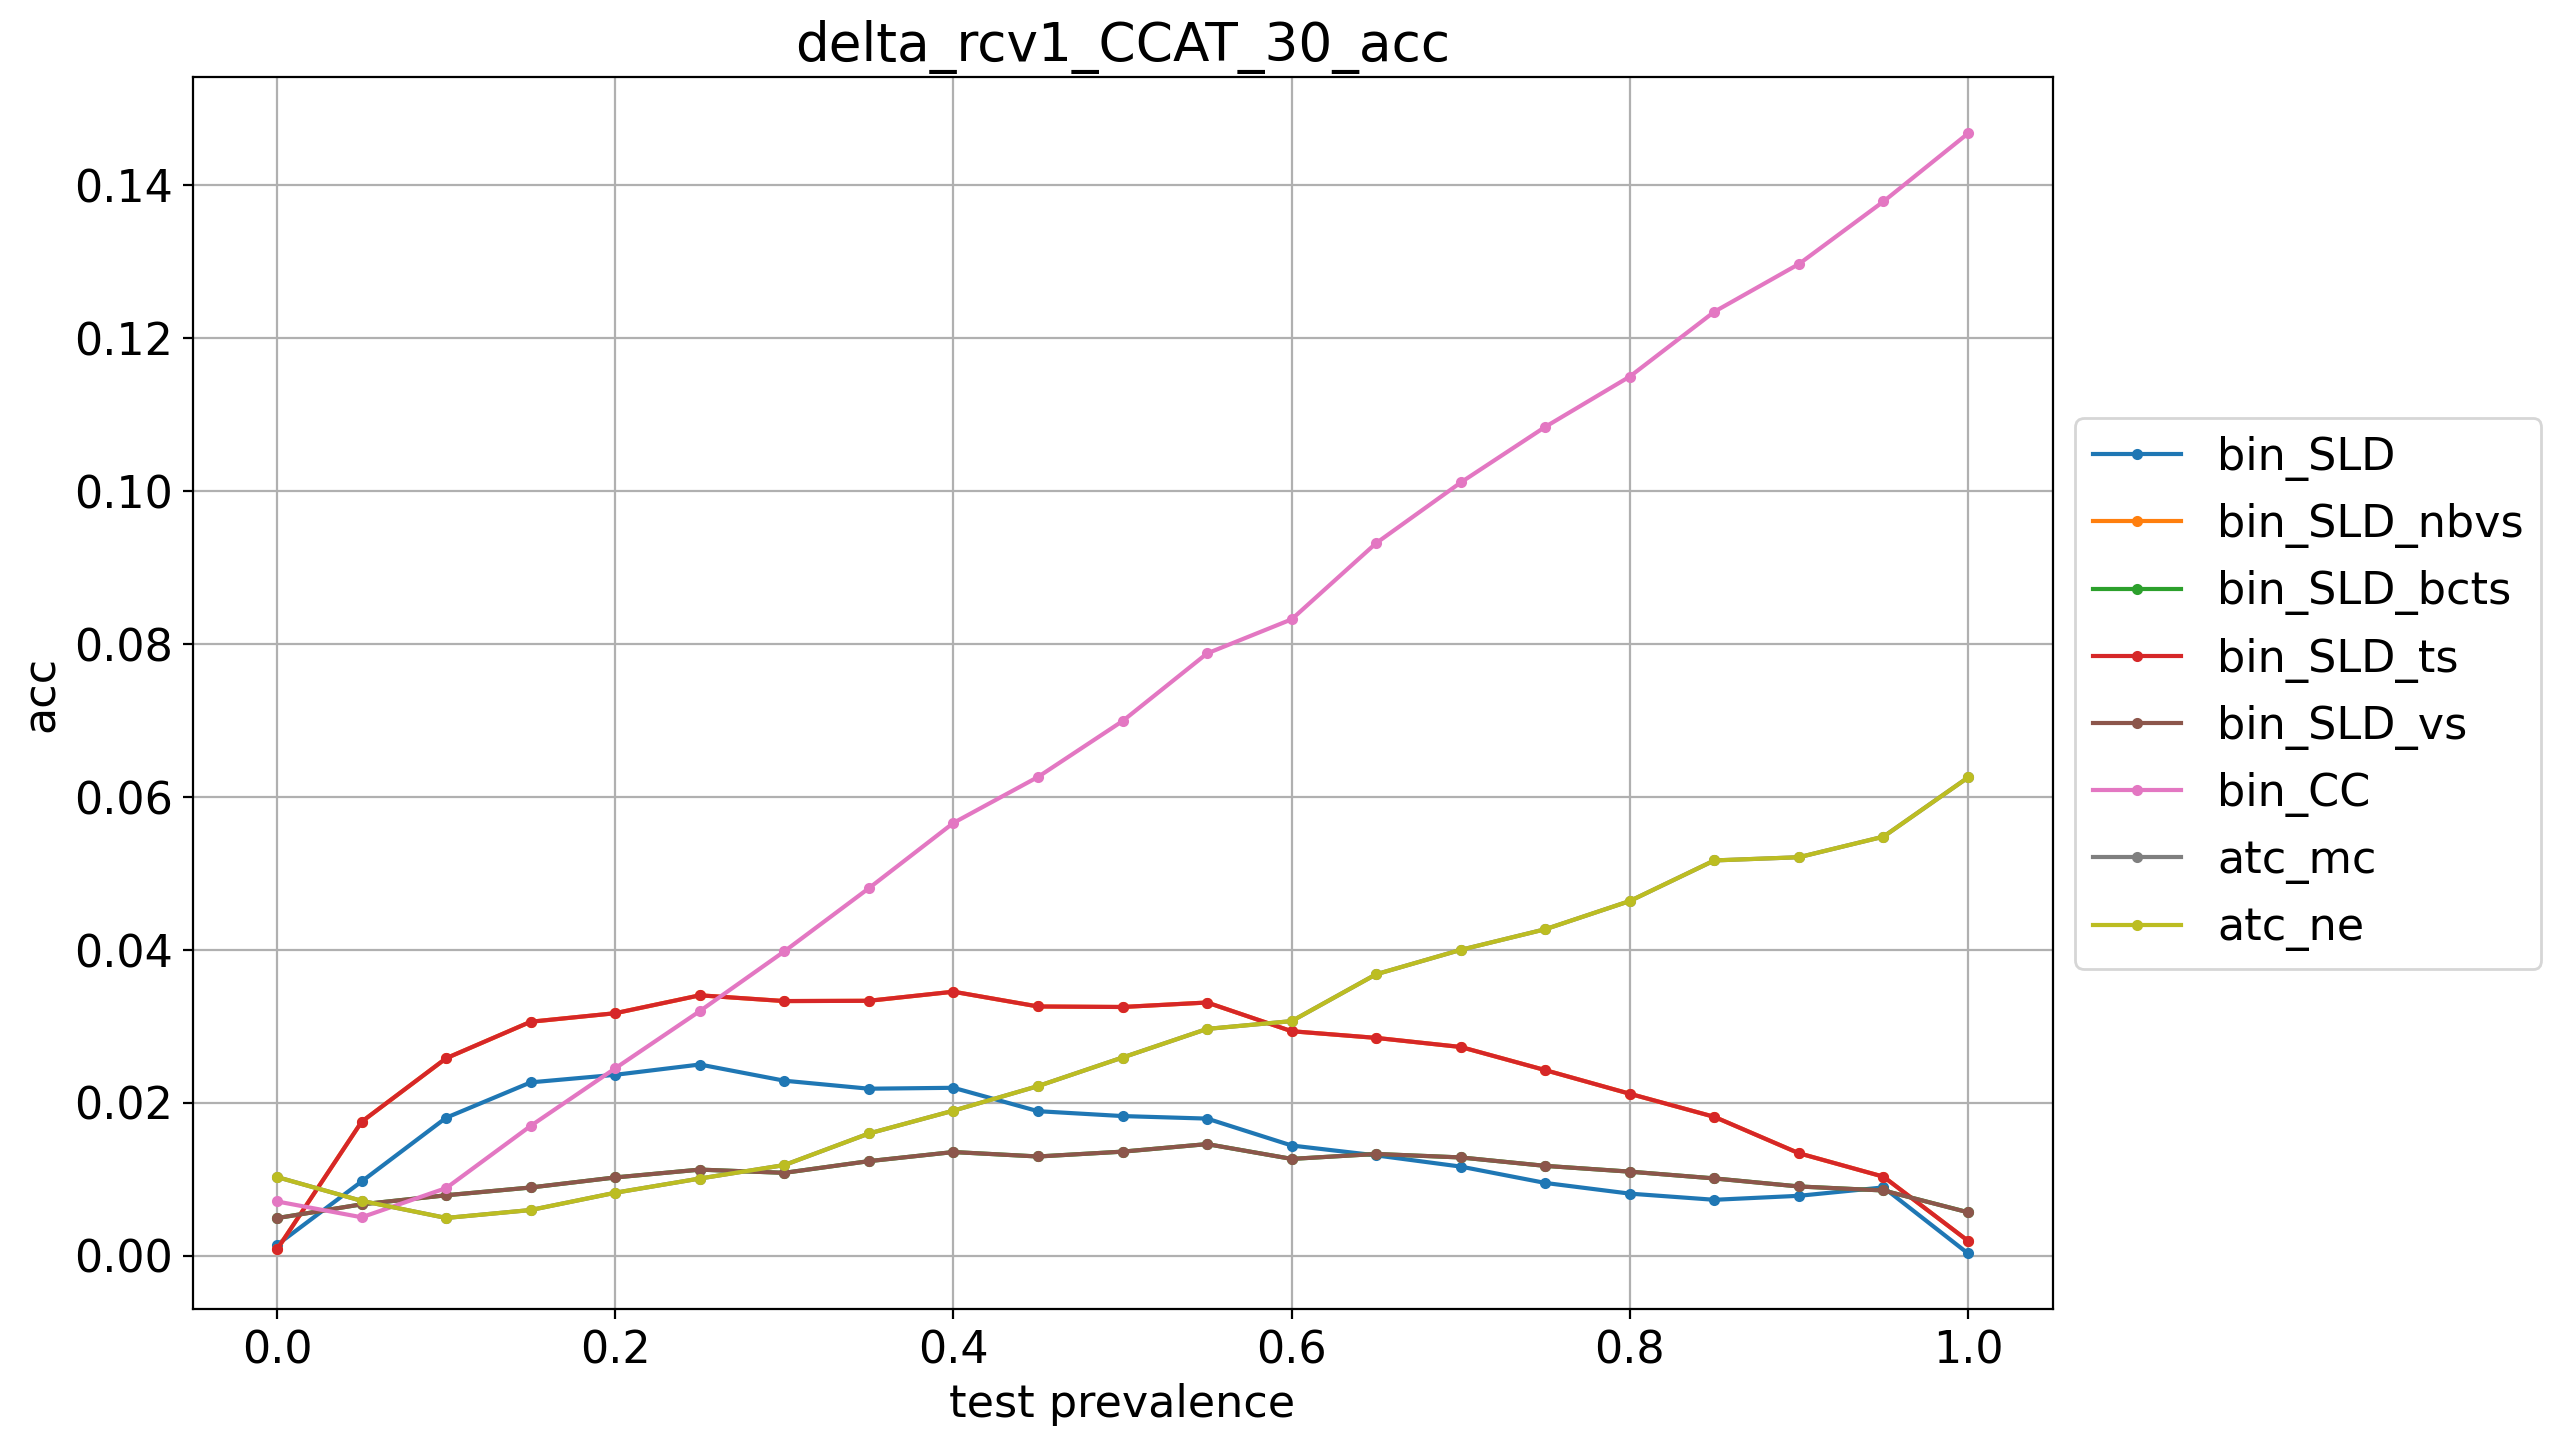 delta_rcv1_CCAT_30_acc
acc
0.14
0.12
0.10
0.08
0.06
0.04
0.02
0.00
0.0 0.2 0.4 0.6 0.8 1.0
test prevalence
bin_SLD
bin_SLD_nbvs
bin_SLD_bcts
bin_SLD_ts
bin_SLD_vs
bin_CC
atc_mc
atc_ne